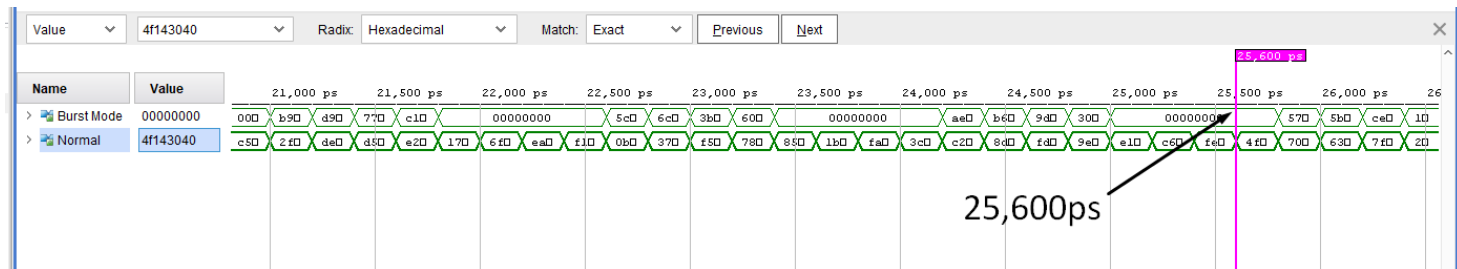 Value 4f143040 Radix: Hexadecimal Match: Exact Previous Next
25,600 ps
Name Value 21,000 ps 21,500 ps 22,000 ps 22,500 ps 23,000 ps 23,500 ps 24,000 ps 24,500 ps 25,000 ps 25,500 ps 26,000 ps 26
Burst Mode 00000000 00 b9 d9 77 c1 00000000 5c 6c 3b 60 00000000 ae b6 9d 30 00000000 57 5b ce 10
Normal 4f143040 c5 2f de d5 e2 17 6f ea f1 0b 37 f5 78 85 1b fa 3c c2 8d fd 9e e1 c6 fe 4f 70 63 7f 2
25,600ps